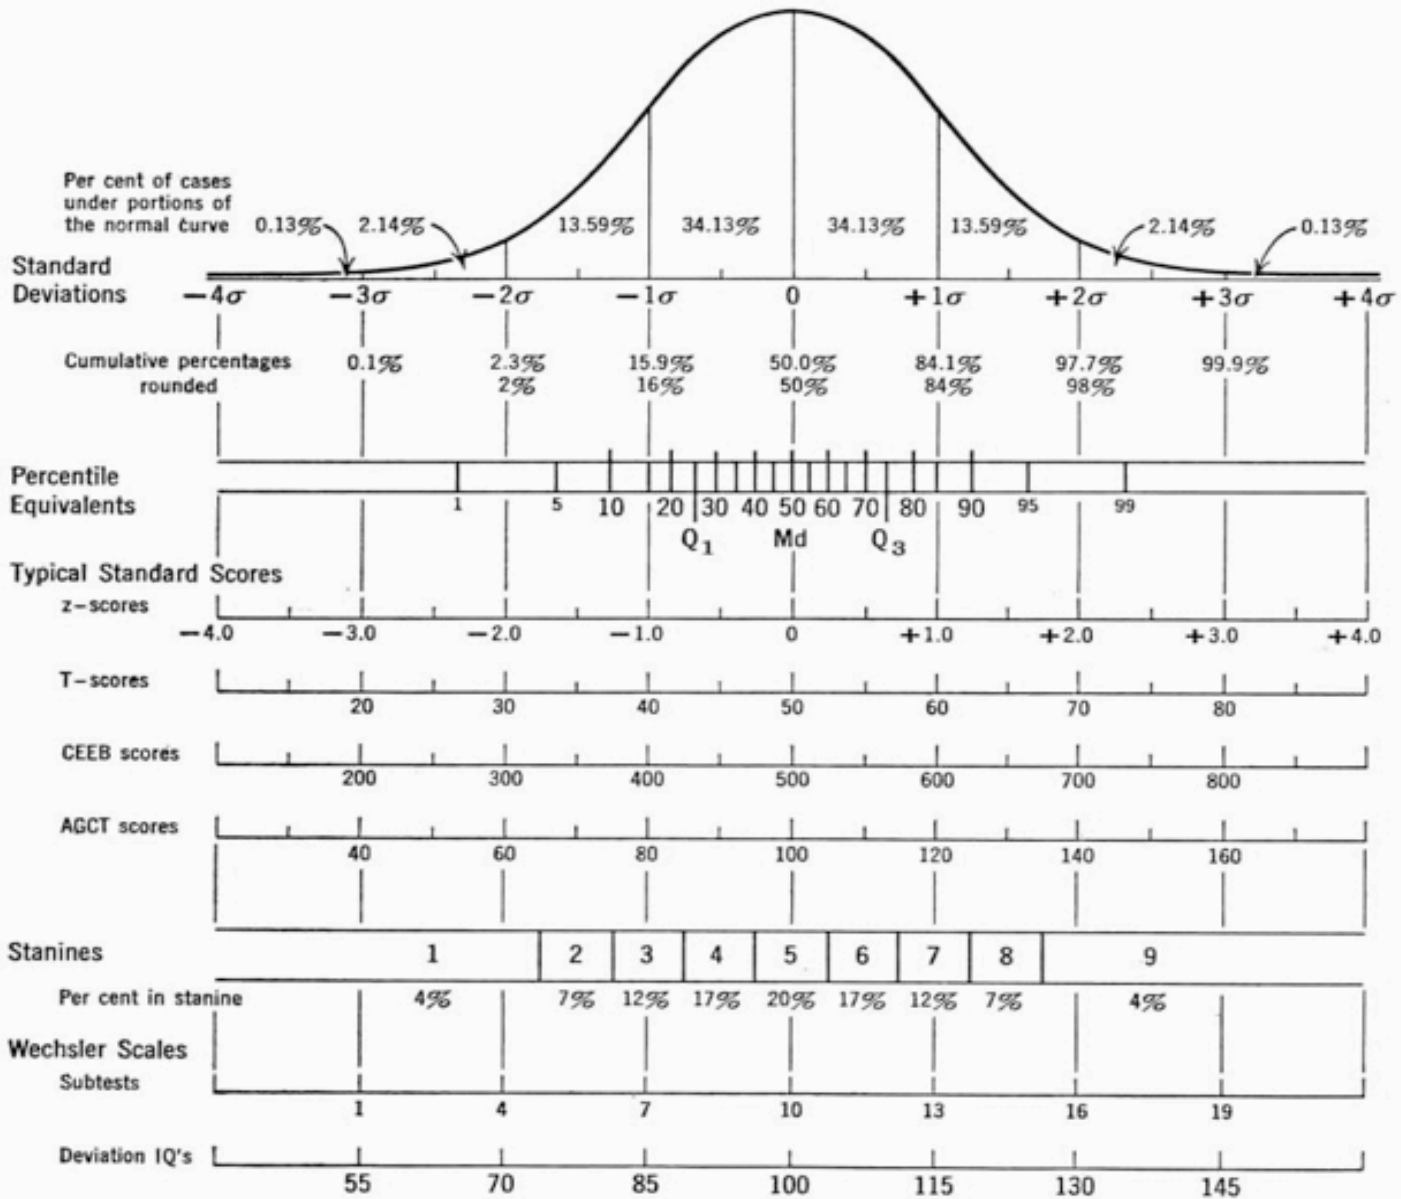 Per cent of cases
under portions of
the normal curve 0.13% 2.14% 13.59% 34.13% 34.13% 13.59% 2.14% 0.13%
Standard
Deviations −4σ −3σ −2σ −1σ 0 +1σ +2σ +3σ +4σ
Cumulative percentages 0.1% 2.3% 15.9% 50.0% 84.1% 97.7% 99.9%
rounded 2% 16% 50% 84% 98%
Percentile
Equivalents 1 5 10 20 30 40 50 60 70 80 90 95 99
Q1 Md Q3
Typical Standard Scores
z-scores
−4.0 −3.0 −2.0 −1.0 0 +1.0 +2.0 +3.0 +4.0
T-scores
20 30 40 50 60 70 80
CEEB scores
200 300 400 500 600 700 800
AGCT scores
40 60 80 100 120 140 160
Stanines 1 2 3 4 5 6 7 8 9
Per cent in stanine 4% 7% 12% 17% 20% 17% 12% 7% 4%
Wechsler Scales
Subtests
1 4 7 10 13 16 19
Deviation IQ's
55 70 85 100 115 130 145